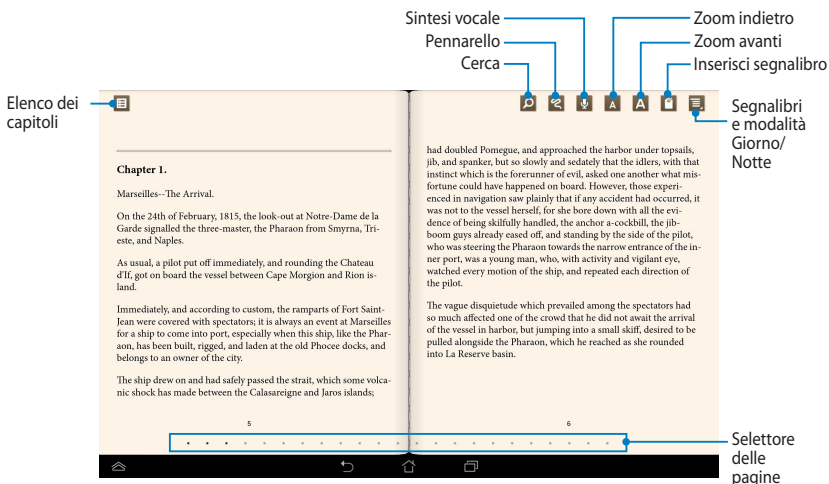 Sintesi vocale
Pennarello
Cerca
Zoom indietro
Zoom avanti
Inserisci segnalibro
Elenco dei
capitoli
Segnalibri
e modalità
Giorno/
Notte
A
A
Chapter 1.
Marseilles--The Arrival.
On the 24th of February, 1815, the look-out at Notre-Dame de la
Garde signalled the three-master, the Pharaon from Smyrna, Tri-
este, and Naples.
As usual, a pilot put off immediately, and rounding the Chateau
d'If, got on board the vessel between Cape Morgion and Rion is-
land.
Immediately, and according to custom, the ramparts of Fort Saint-
Jean were covered with spectators; it is always an event at Marseilles
for a ship to come into port, especially when this ship, like the Phar-
aon, has been built, rigged, and laden at the old Phocee docks, and
belongs to an owner of the city.
The ship drew on and had safely passed the strait, which some volca-
nic shock has made between the Calasareigne and Jaros islands;
5
had doubled Pomegue, and approached the harbor under topsails,
jib, and spanker, but so slowly and sedately that the idlers, with that
instinct which is the forerunner of evil, asked one another what mis-
fortune could have happened on board. However, those experi-
enced in navigation saw plainly that if any accident had occurred, it
was not to the vessel herself, for she bore down with all the evi-
dence of being skilfully handled, the anchor a-cockbill, the jib-
boom guys already eased off, and standing by the side of the pilot,
who was steering the Pharaon towards the narrow entrance of the in-
ner port, was a young man, who, with activity and vigilant eye,
watched every motion of the ship, and repeated each direction of
the pilot.
The vague disquietude which prevailed among the spectators had
so much affected one of the crowd that he did not await the arrival
of the vessel in harbor, but jumping into a small skiff, desired to be
pulled alongside the Pharaon, which he reached as she rounded
into La Reserve basin.
6
Selettore
delle
pagine